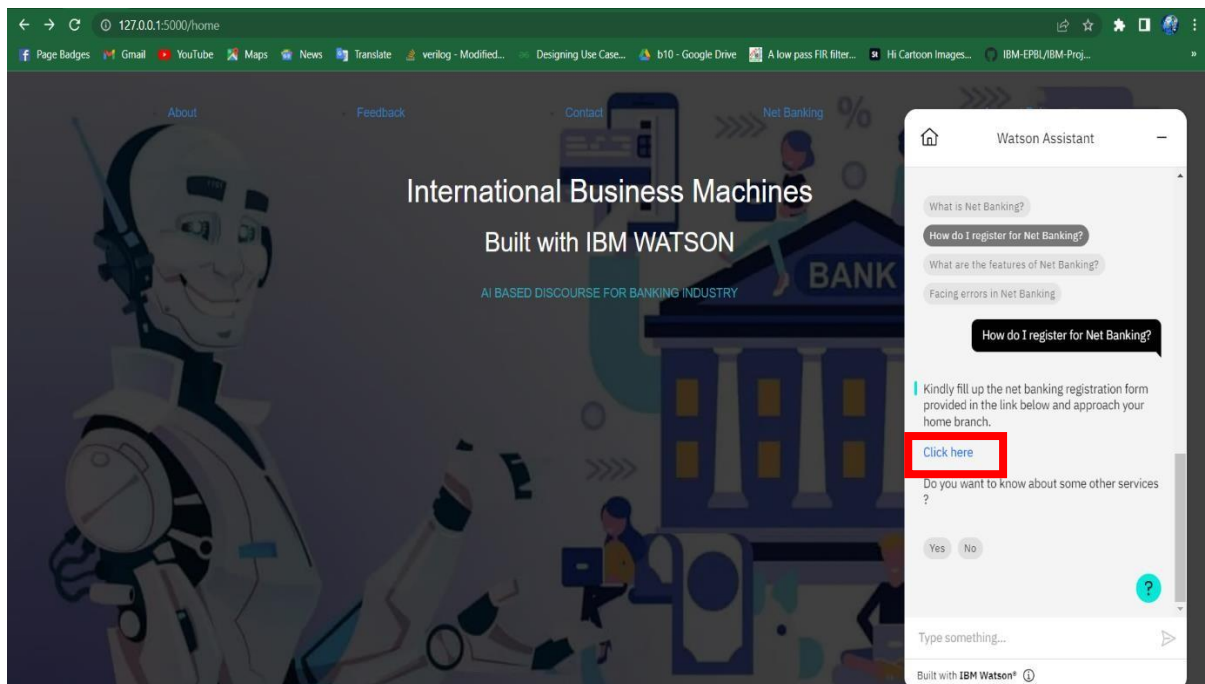 127.0.0.1:5000/home
Page Badges Gmail YouTube Maps News Translate verilog - Modified... Designing Use Case... b10 - Google Drive A low pass FIR filter... Hi Cartoon Images... IBM-EPBL/IBM-Proj... »
About Feedback Contact Net Banking
International Business Machines
Built with IBM WATSON
AI BASED DISCOURSE FOR BANKING INDUSTRY
%
BANK
Watson Assistant
What is Net Banking?
How do I register for Net Banking?
What are the features of Net Banking?
Facing errors in Net Banking
How do I register for Net Banking?
Kindly fill up the net banking registration form
provided in the link below and approach your
home branch.
Click here
Do you want to know about some other services
?
Yes No
?
Type something...
Built with IBM Watson®